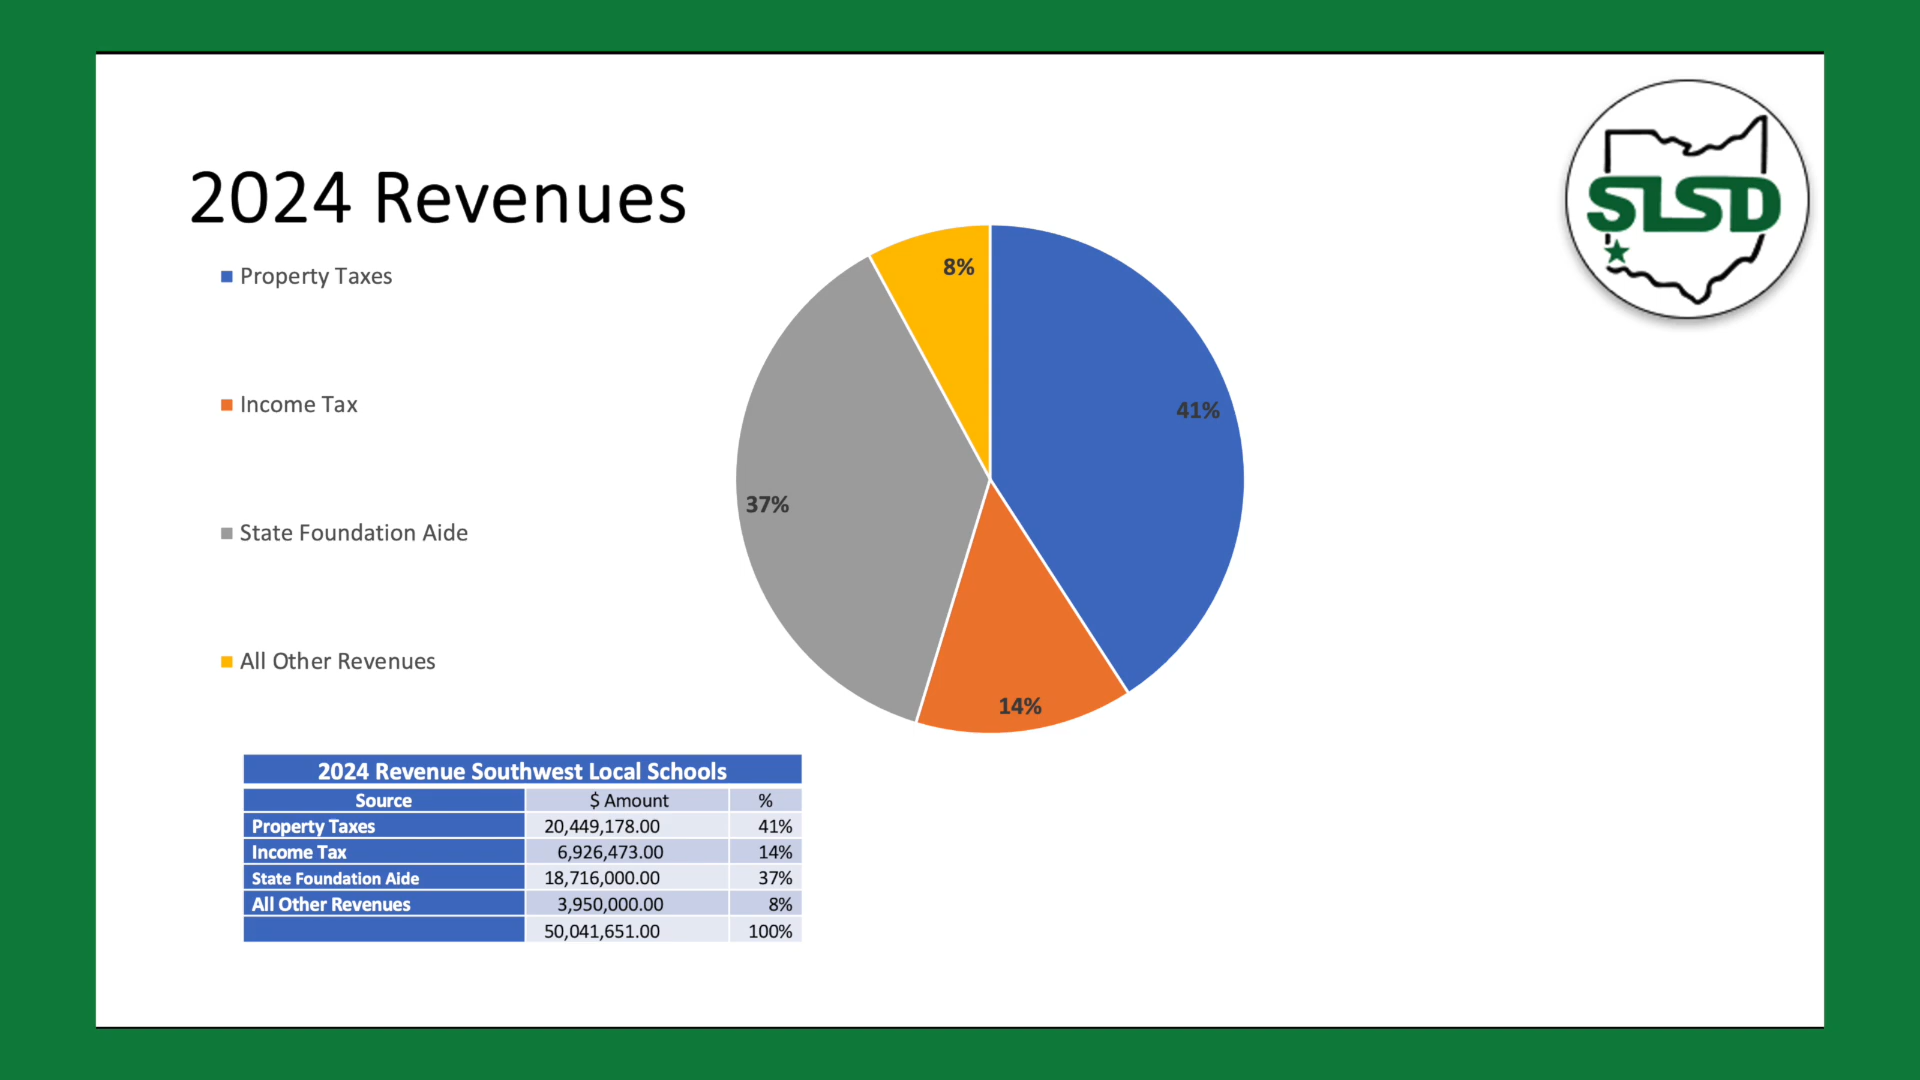 2024 Revenues
SLSD
Property Taxes
Income Tax
State Foundation Aide
All Other Revenues
8%
41%
37%
14%
2024 Revenue Southwest Local Schools
Source $ Amount %
Property Taxes 20,449,178.00 41%
Income Tax 6,926,473.00 14%
State Foundation Aide 18,716,000.00 37%
All Other Revenues 3,950,000.00 8%
50,041,651.00 100%